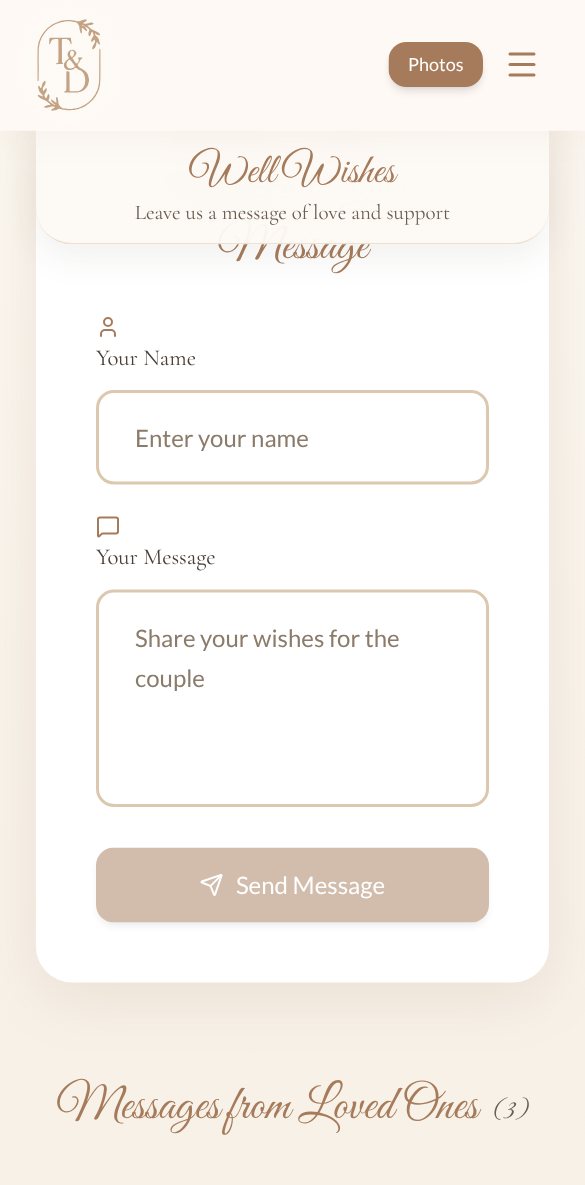 T
&
D
Photos
Well Wishes
Leave us a message of love and support
Message
Your Name
Enter your name
Your Message
Share your wishes for the
couple
Send Message
Messages from Loved Ones (3)